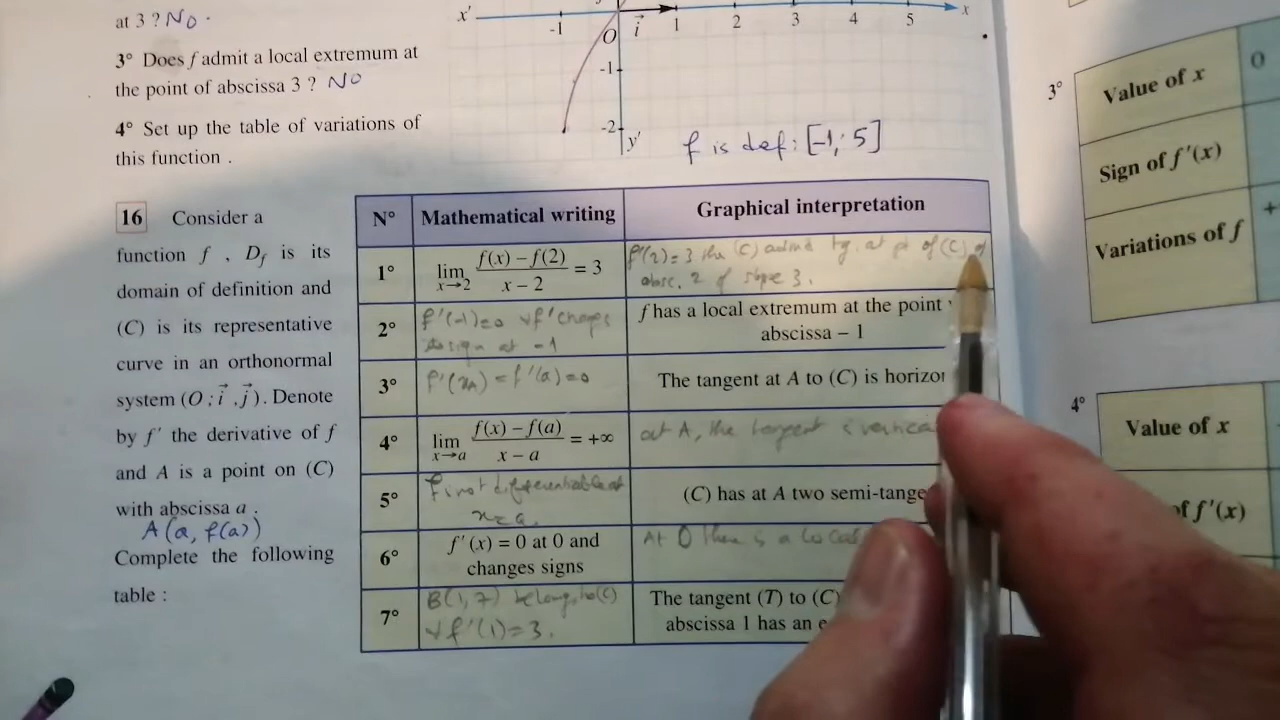 at 3 ? NO.
3° Does f admit a local extremum at
the point of abscissa 3 ? NO
4° Set up the table of variations of
this function .
x' -1 O i 1 2 3 4 5 x
-1
-2
y'
f is def: [-1; 5]
16 Consider a
function f . Df is its
domain of definition and
(C) is its representative
curve in an orthonormal
system (O ; i , j). Denote
by f' the derivative of f
and A is a point on (C)
with abscissa a .
A(a, f(a))
Complete the following
table :
N° Mathematical writing Graphical interpretation
1° lim x→2 f(x) – f(2) / x – 2 = 3
f'(2)=3 the (C) admit tg. at pt of (C) of
absc. 2 of slope 3.
2° f'(-1)=0 & f' changes
its sign at -1
f has a local extremum at the point
abscissa – 1
3° f'(xA) = f'(a) = 0
The tangent at A to (C) is horizon
4° lim x→a f(x) – f(a) / x – a = +∞
at A, the tangent is vertical
5° f is not differentiable at
x=a.
(C) has at A two semi-tange
6° f'(x) = 0 at 0 and
changes signs
At 0 there is a local
7° B(1,7) belongs to (C)
& f'(1)=3.
The tangent (T) to (C)
abscissa 1 has an e
3° Value of x 0
Sign of f'(x)
Variations of f +
4° Value of x
of f'(x)